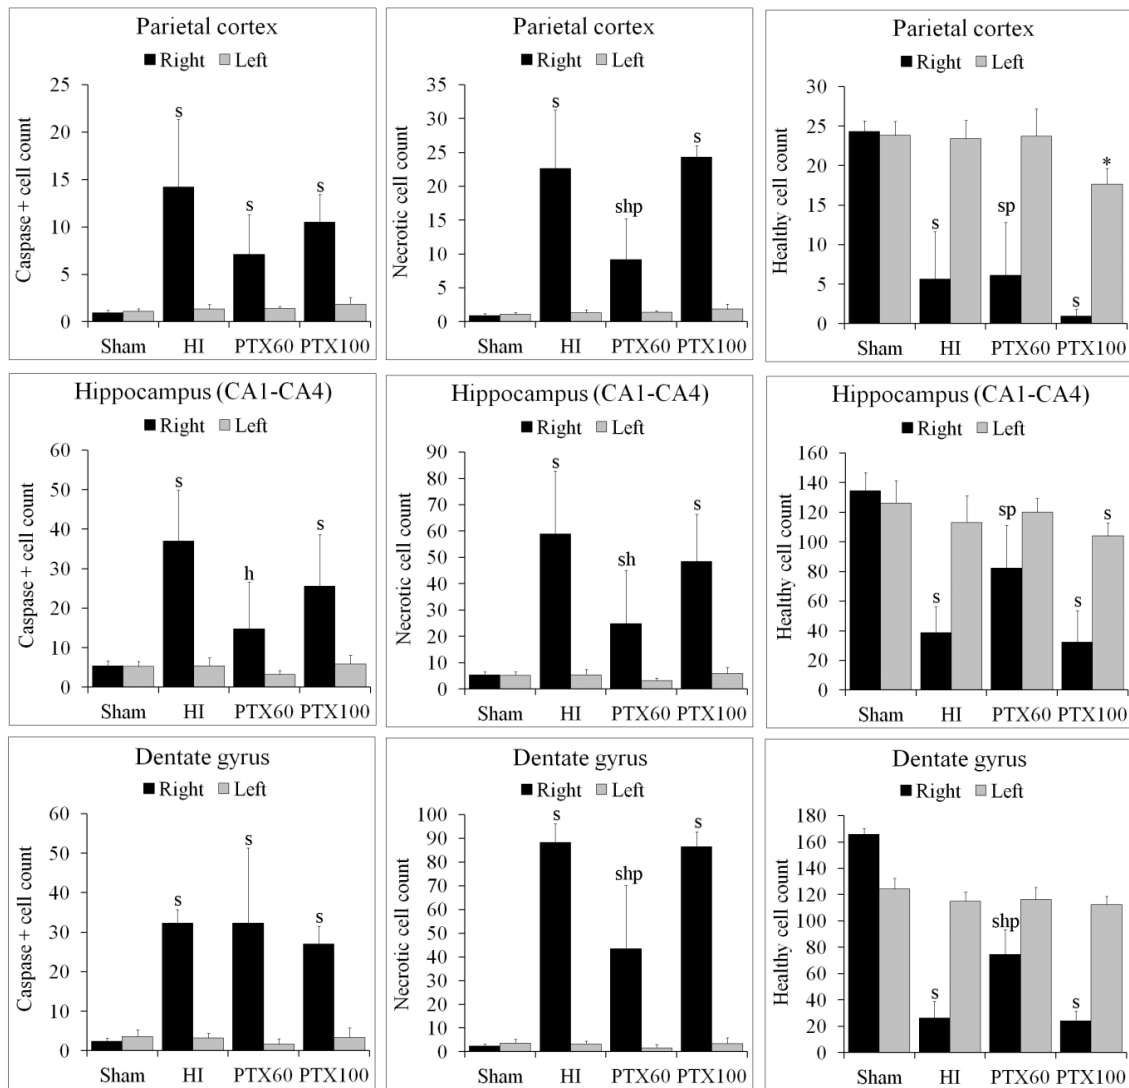 Parietal cortex
Right Left
Caspase + cell count
25
20
15
10
5
0
s
s
s
Sham HI PTX60 PTX100
Parietal cortex
Right Left
Necrotic cell count
35
30
25
20
15
10
5
0
s
shp
s
Sham HI PTX60 PTX100
Parietal cortex
Right Left
Healthy cell count
30
25
20
15
10
5
0
s
sp
s
*
Sham HI PTX60 PTX100
Hippocampus (CA1-CA4)
Right Left
Caspase + cell count
60
50
40
30
20
10
0
s
h
s
Sham HI PTX60 PTX100
Hippocampus (CA1-CA4)
Right Left
Necrotic cell count
90
80
70
60
50
40
30
20
10
0
s
sh
s
Sham HI PTX60 PTX100
Hippocampus (CA1-CA4)
Right Left
Healthy cell count
160
140
120
100
80
60
40
20
0
s
sp
s
s
Sham HI PTX60 PTX100
Dentate gyrus
Right Left
Caspase + cell count
60
50
40
30
20
10
0
s
s
s
Sham HI PTX60 PTX100
Dentate gyrus
Right Left
Necrotic cell count
100
90
80
70
60
50
40
30
20
10
0
s
shp
s
Sham HI PTX60 PTX100
Dentate gyrus
Right Left
Healthy cell count
180
160
140
120
100
80
60
40
20
0
s
shp
s
Sham HI PTX60 PTX100